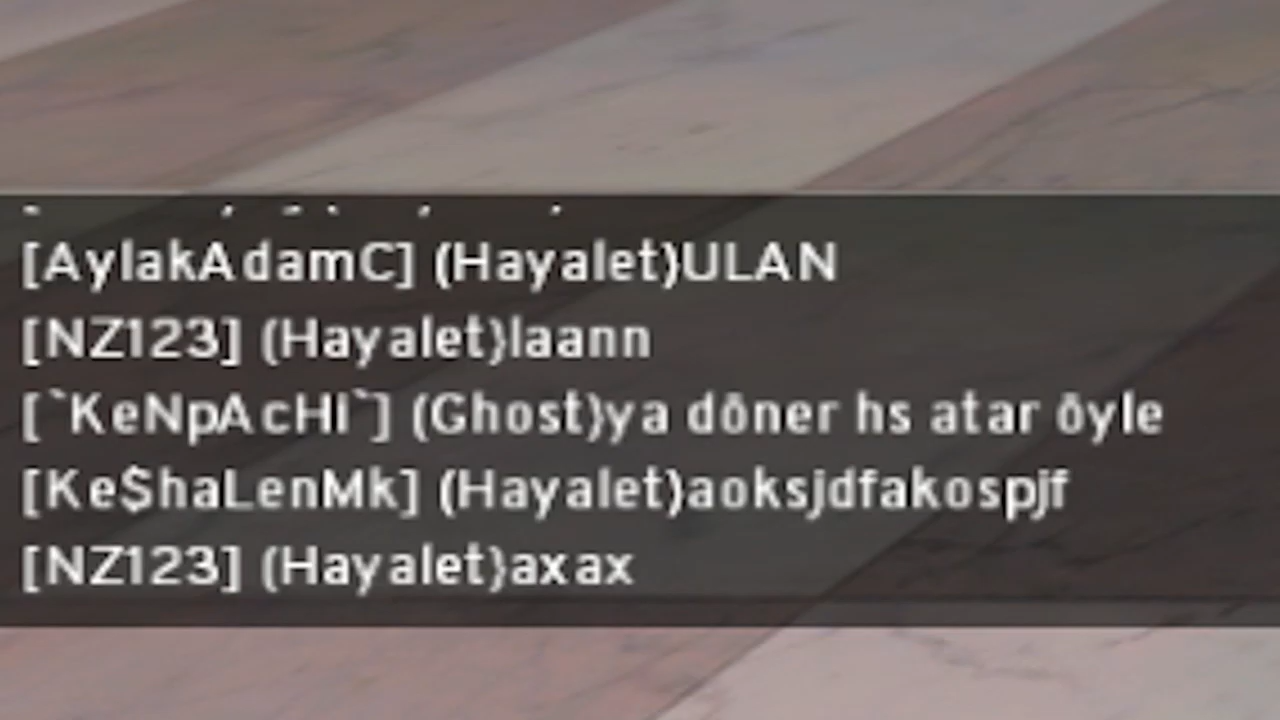 [AylakAdamC] (Hayalet)ULAN
[NZ123] (Hayalet)laann
[`KeNpAcHI`] (Ghost)ya döner hs atar öyle
[Ke$haLenMk] (Hayalet)aoksjdfakospjf
[NZ123] (Hayalet)axax